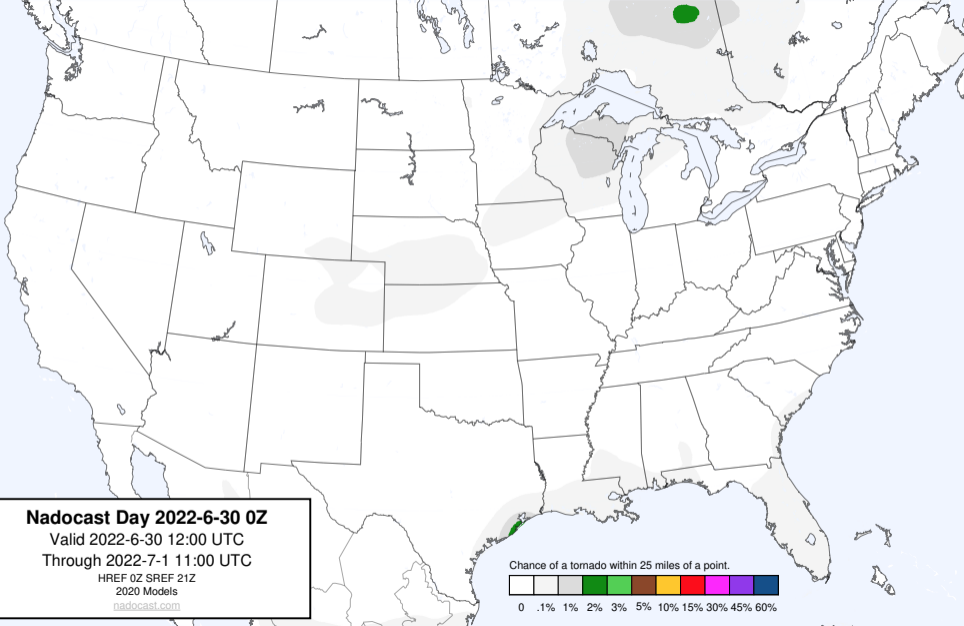 Nadocast Day 2022-6-30 0Z
Valid 2022-6-30 12:00 UTC
Through 2022-7-1 11:00 UTC
HREF 0Z SREF 21Z
2020 Models
nadocast.com
Chance of a tornado within 25 miles of a point.
0 .1% 1% 2% 3% 5% 10% 15% 30% 45% 60%